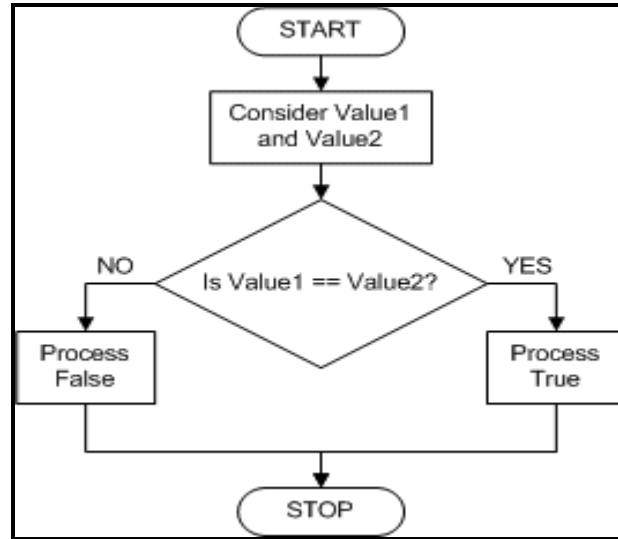 START
Consider Value1
and Value2
Is Value1 == Value2?
NO
YES
Process
False
Process
True
STOP